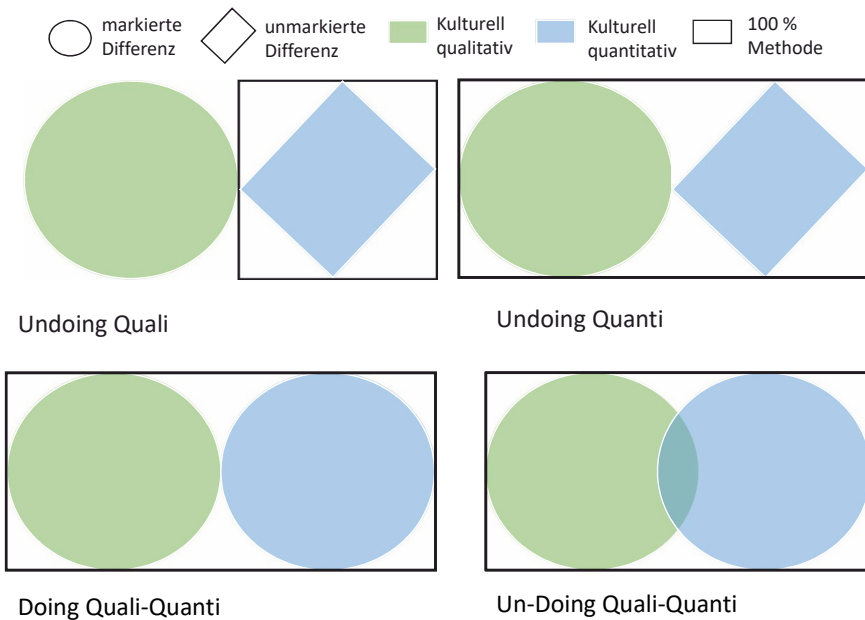 markierte
Differenz
unmarkierte
Differenz
Kulturell
qualitativ
Kulturell
quantitativ
100 %
Methode
Undoing Quali
Undoing Quanti
Doing Quali-Quanti
Un-Doing Quali-Quanti